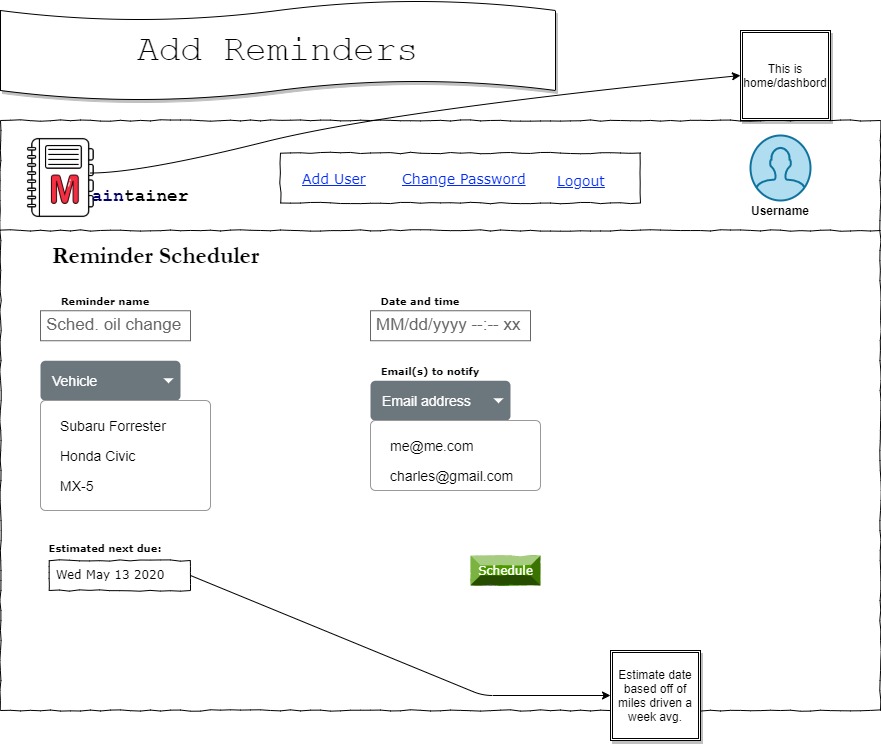 Add Reminders
This is
home/dashbord
Maintainer
Add User
Change Password
Logout
Username
Reminder Scheduler
Reminder name
Date and time
Sched. oil change
MM/dd/yyyy --:-- xx
Vehicle
Email(s) to notify
Email address
Subaru Forrester
Honda Civic
MX-5
me@me.com
charles@gmail.com
Estimated next due:
Wed May 13 2020
Schedule
Estimate date
based off of
miles driven a
week avg.